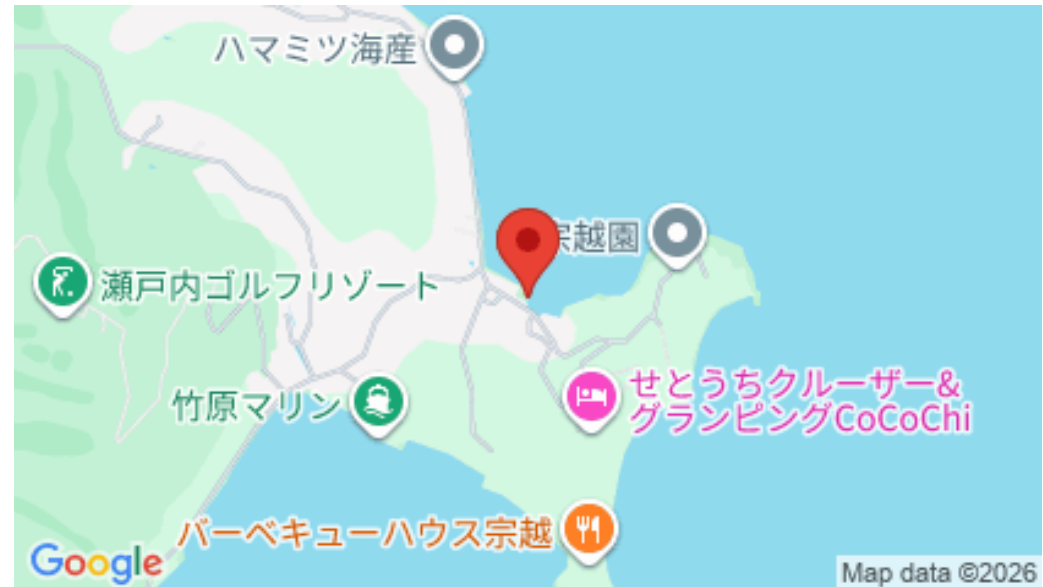 ハマミツ海産
宗越園
瀬戸内ゴルフリゾート
せとうちクルーザー&
グランピングCoCoChi
竹原マリン
バーベキューハウス宗越
Google
Map data ©2026